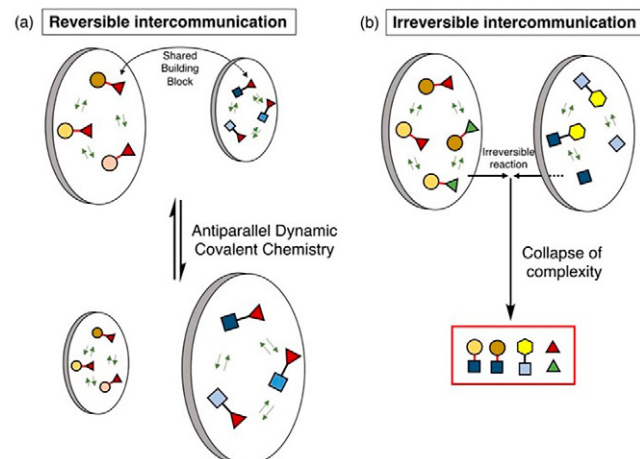 (a) Reversible intercommunication
Shared
Building
Block
Antiparallel Dynamic
Covalent Chemistry
(b) Irreversible intercommunication
Irreversible
reaction
Collapse of
complexity